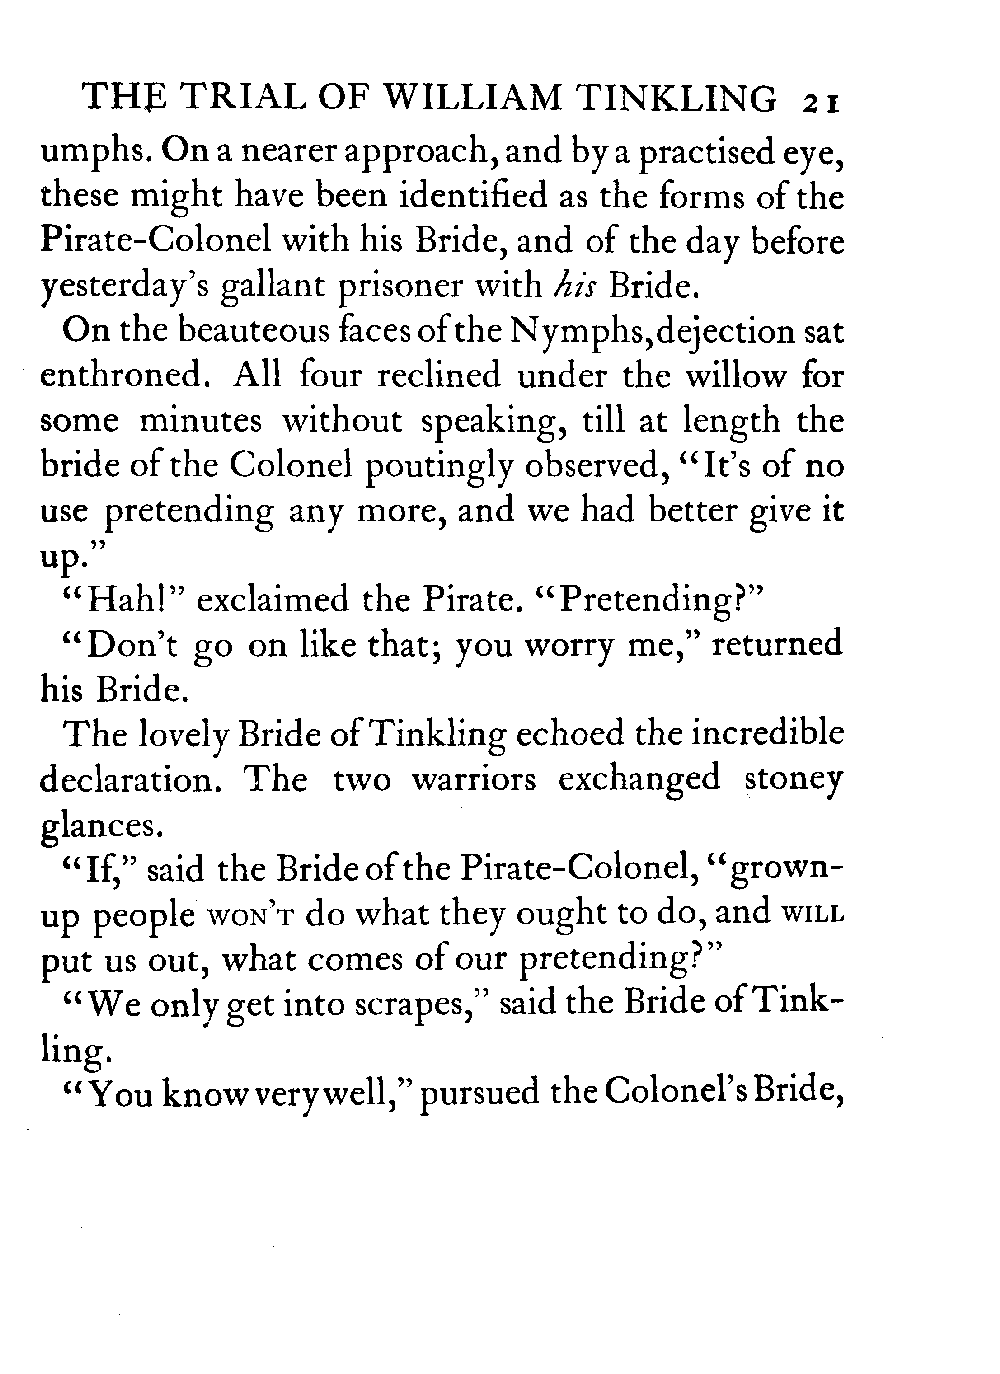 THE TRIAL OF WILLIAM TINKLING 21
umphs. On a nearer approach, and by a practised eye,
these might have been identified as the forms of the
Pirate-Colonel with his Bride, and of the day before
yesterday's gallant prisoner with his Bride.
On the beauteous faces of the Nymphs, dejection sat
enthroned. All four reclined under the willow for
some minutes without speaking, till at length the
bride of the Colonel poutingly observed, “It's of no
use pretending any more, and we had better give it
up.”
“Hah!” exclaimed the Pirate. “Pretending?”
“Don't go on like that; you worry me,” returned
his Bride.
The lovely Bride of Tinkling echoed the incredible
declaration. The two warriors exchanged stoney
glances.
“If,” said the Bride of the Pirate-Colonel, “grown-
up people WON'T do what they ought to do, and WILL
put us out, what comes of our pretending?”
“We only get into scrapes,” said the Bride of Tink-
ling.
“You know very well,” pursued the Colonel's Bride,